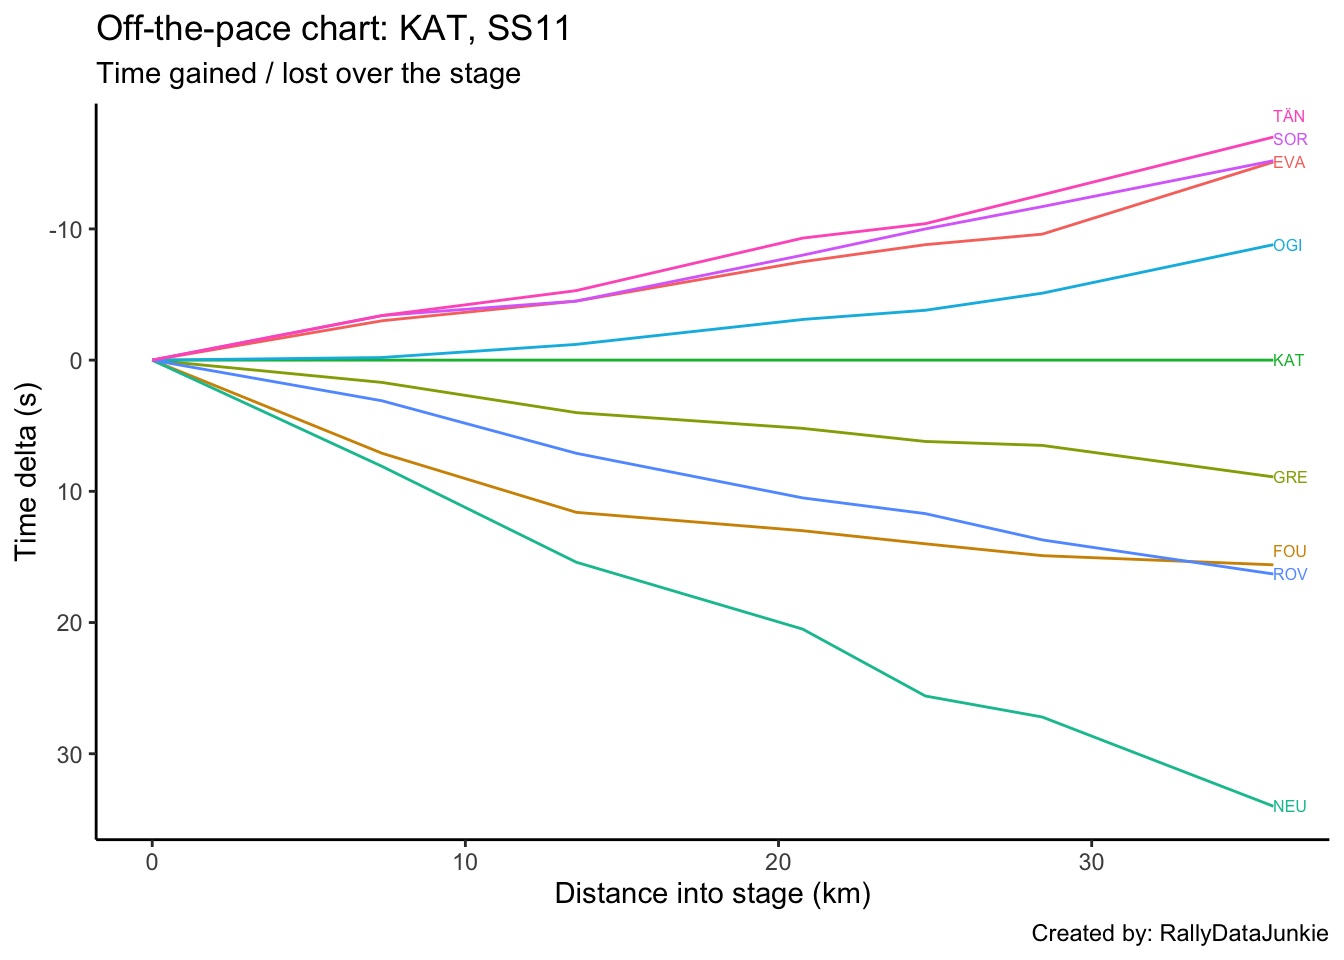 Off-the-pace chart: KAT, SS11
Time gained / lost over the stage
TÄN
SOR
EVA
-10
OGI
0
KAT
GRE
10
FOU
ROV
20
30
NEU
Time delta (s)
0 10 20 30
Distance into stage (km)
Created by: RallyDataJunkie